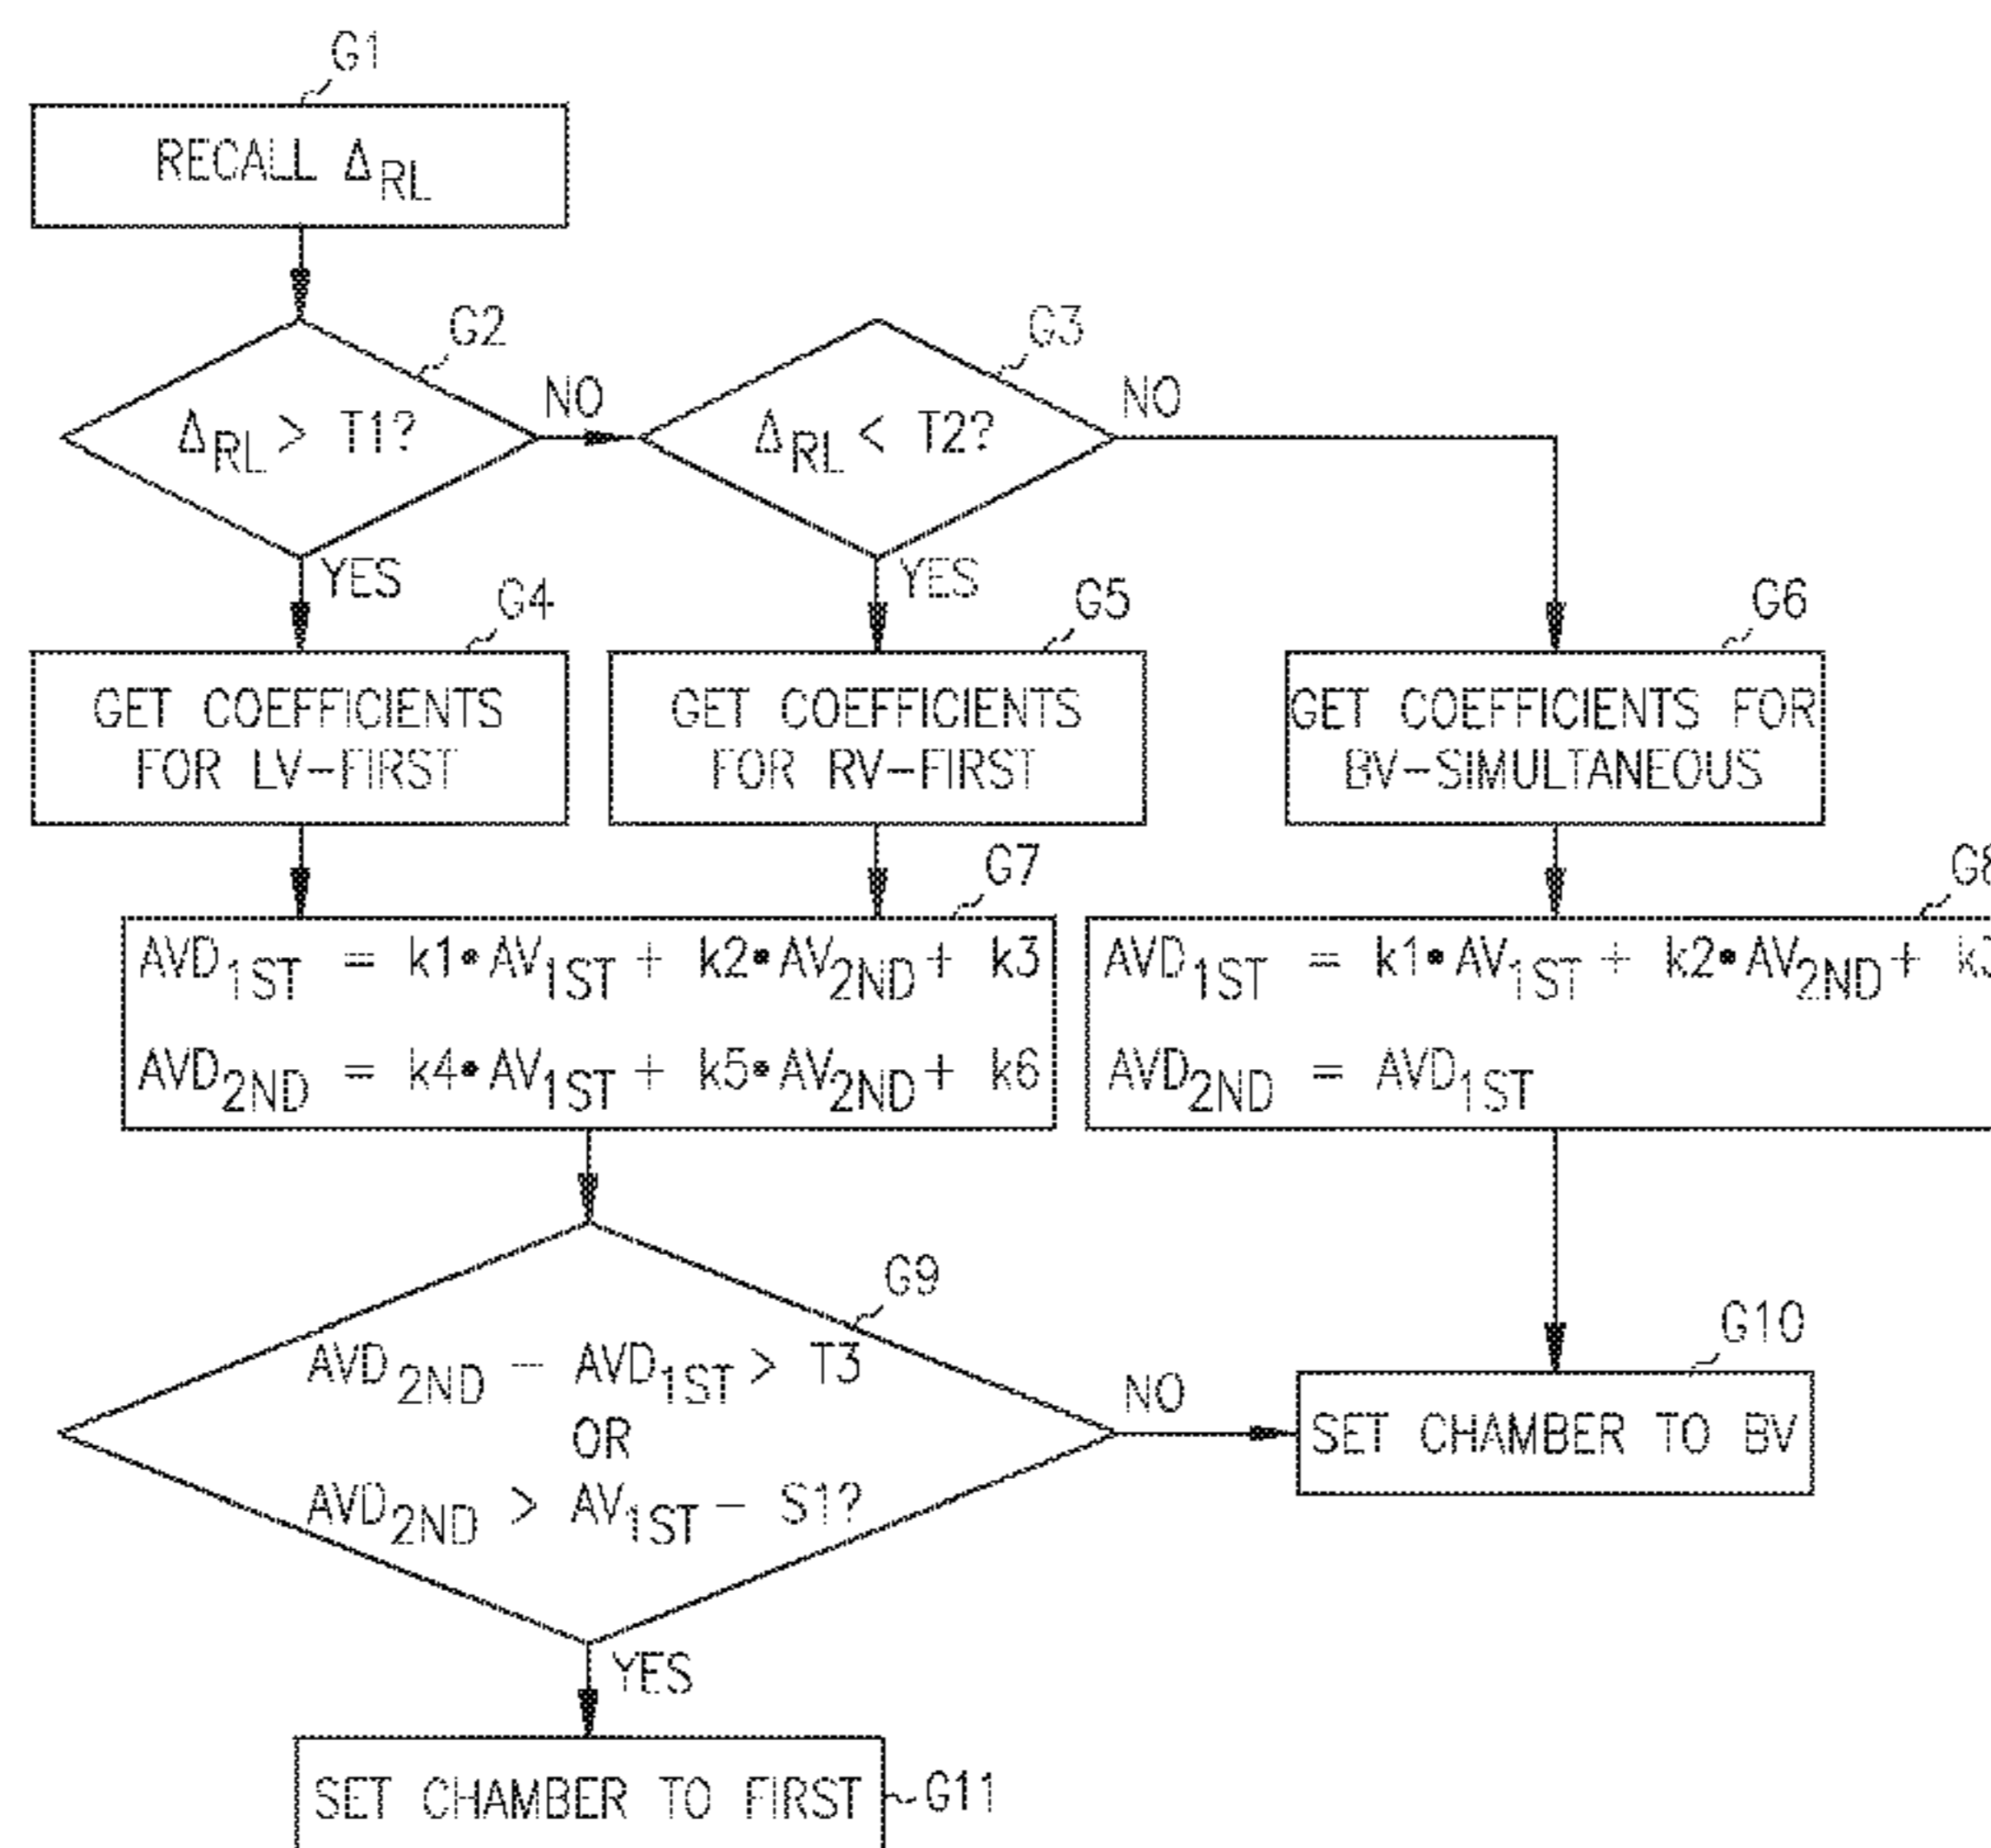 G1
RECALL Δ_RL
G2
Δ_RL > T1?
NO
YES
G3
Δ_RL < T2?
NO
YES
G4
GET COEFFICIENTS
FOR LV-FIRST
G5
GET COEFFICIENTS
FOR RV-FIRST
G6
GET COEFFICIENTS FOR
BV-SIMULTANEOUS
G7
AVD_1ST = k1•AV_1ST + k2•AV_2ND + k3
AVD_2ND = k4•AV_1ST + k5•AV_2ND + k6
G8
AVD_1ST = k1•AV_1ST + k2•AV_2ND + k3
AVD_2ND = AVD_1ST
G9
AVD_2ND - AVD_1ST > T3
OR
AVD_2ND > AV_1ST - S1?
NO
YES
G10
SET CHAMBER TO BV
SET CHAMBER TO FIRST
G11